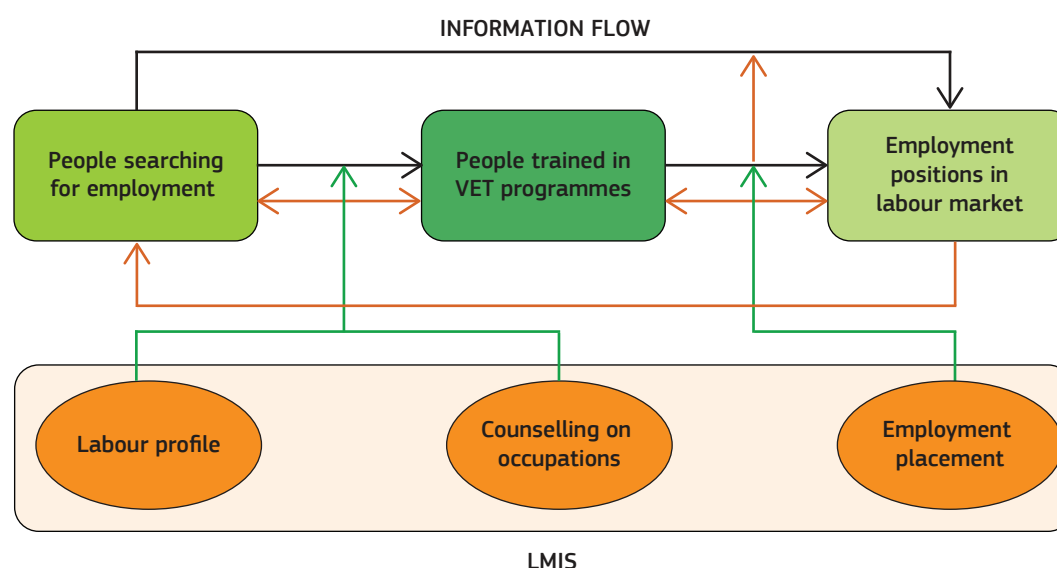 INFORMATION FLOW
People searching
for employment
People trained in
VET programmes
Employment
positions in
labour market
Labour profile
Counselling on
occupations
Employment
placement
LMIS